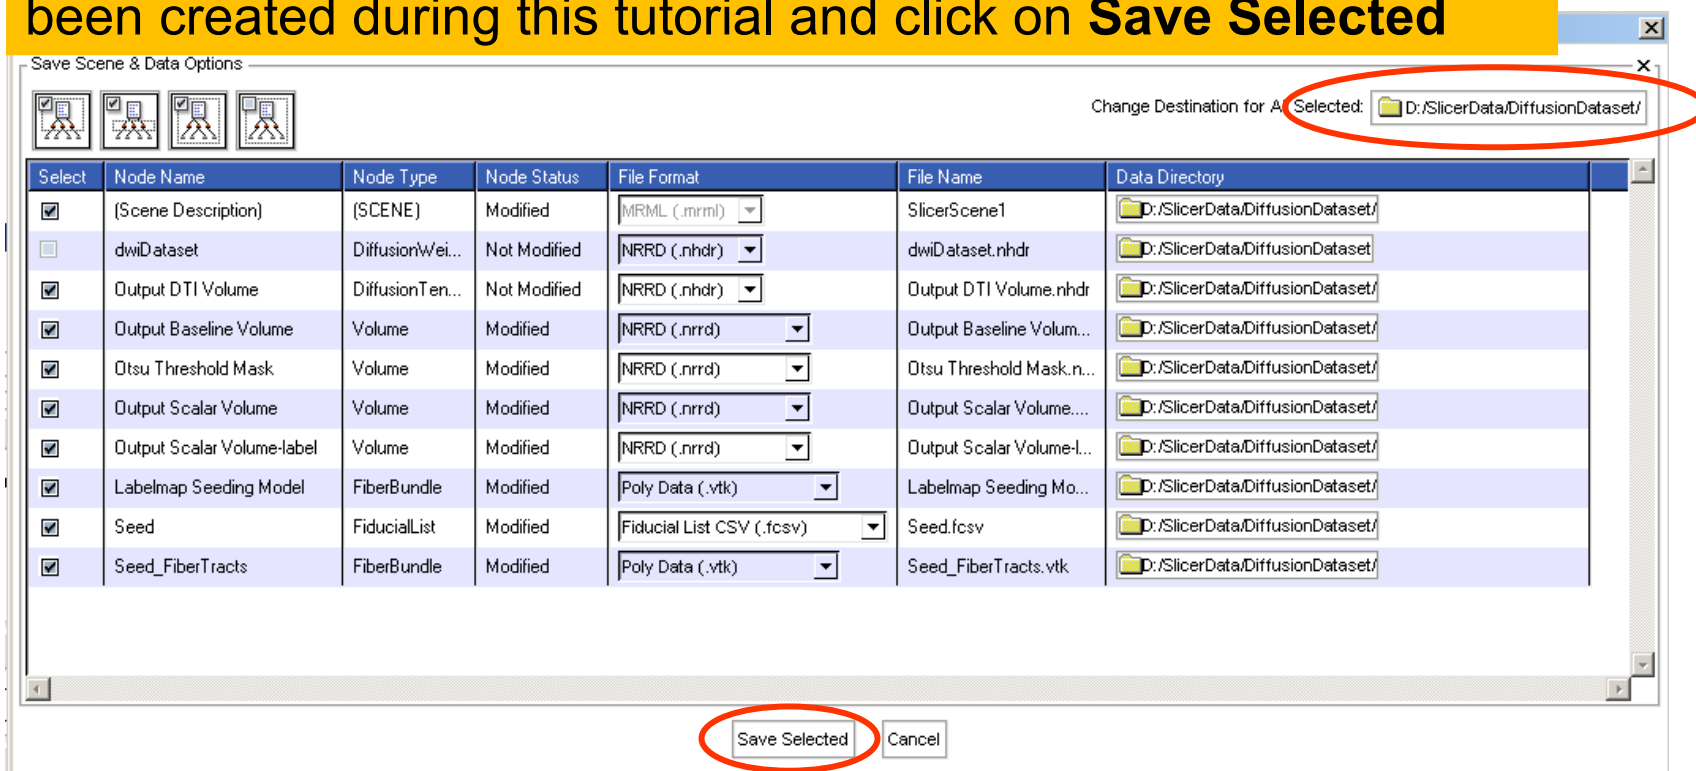 been created during this tutorial and click on Save Selected
Save Scene & Data Options
Change Destination for All Selected: D:/SlicerData/DiffusionDataset/
Select Node Name Node Type Node Status File Format File Name Data Directory
(Scene Description) (SCENE) Modified MRML (.mrml) SlicerScene1 D:/SlicerData/DiffusionDataset/
dwiDataset DiffusionWei... Not Modified NRRD (.nhdr) dwiDataset.nhdr D:/SlicerData/DiffusionDataset
Output DTI Volume DiffusionTen... Not Modified NRRD (.nhdr) Output DTI Volume.nhdr D:/SlicerData/DiffusionDataset/
Output Baseline Volume Volume Modified NRRD (.nrrd) Output Baseline Volum... D:/SlicerData/DiffusionDataset/
Otsu Threshold Mask Volume Modified NRRD (.nrrd) Otsu Threshold Mask.n... D:/SlicerData/DiffusionDataset/
Output Scalar Volume Volume Modified NRRD (.nrrd) Output Scalar Volume.... D:/SlicerData/DiffusionDataset/
Output Scalar Volume-label Volume Modified NRRD (.nrrd) Output Scalar Volume-l... D:/SlicerData/DiffusionDataset/
Labelmap Seeding Model FiberBundle Modified Poly Data (.vtk) Labelmap Seeding Mo... D:/SlicerData/DiffusionDataset/
Seed FiducialList Modified Fiducial List CSV (.fcsv) Seed.fcsv D:/SlicerData/DiffusionDataset/
Seed_FiberTracts FiberBundle Modified Poly Data (.vtk) Seed_FiberTracts.vtk D:/SlicerData/DiffusionDataset/
Save Selected Cancel